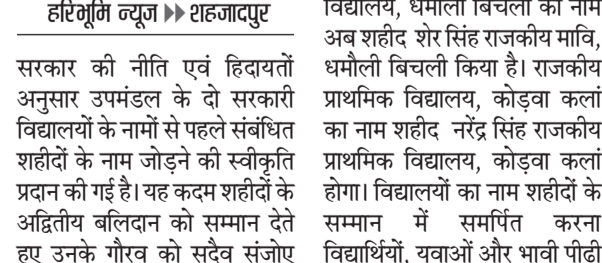 हरिभूमि न्यूज ▶▶ शहजादपुर
सरकार की नीति एवं हिदायतों
अनुसार उपमंडल के दो सरकारी
विद्यालयों के नामों से पहले संबंधित
शहीदों के नाम जोड़ने की स्वीकृति
प्रदान की गई है। यह कदम शहीदों के
अद्वितीय बलिदान को सम्मान देते
हुए उनके गौरव को सदैव संजोए
विद्यालय, धमौली बिचली का नाम
अब शहीद शेर सिंह राजकीय मावि,
धमौली बिचली किया है। राजकीय
प्राथमिक विद्यालय, कोड़वा कलां
का नाम शहीद नरेंद्र सिंह राजकीय
प्राथमिक विद्यालय, कोड़वा कलां
होगा। विद्यालयों का नाम शहीदों के
सम्मान में समर्पित करना
विद्यार्थियों, युवाओं और भावी पीढ़ी